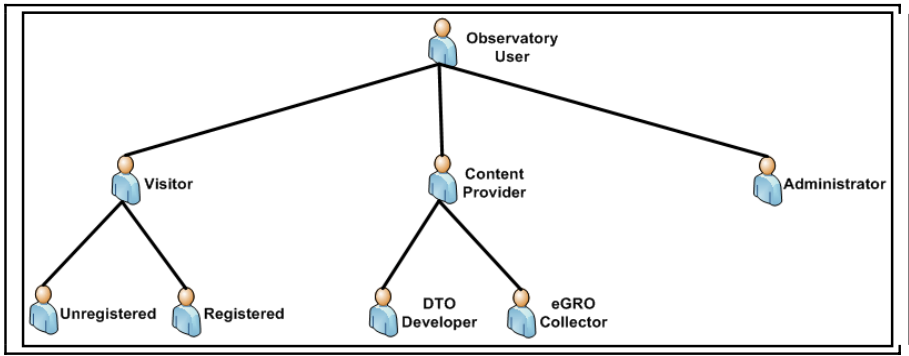 Observatory
User
Visitor
Content
Provider
Administrator
Unregistered
Registered
DTO
Developer
eGRO
Collector